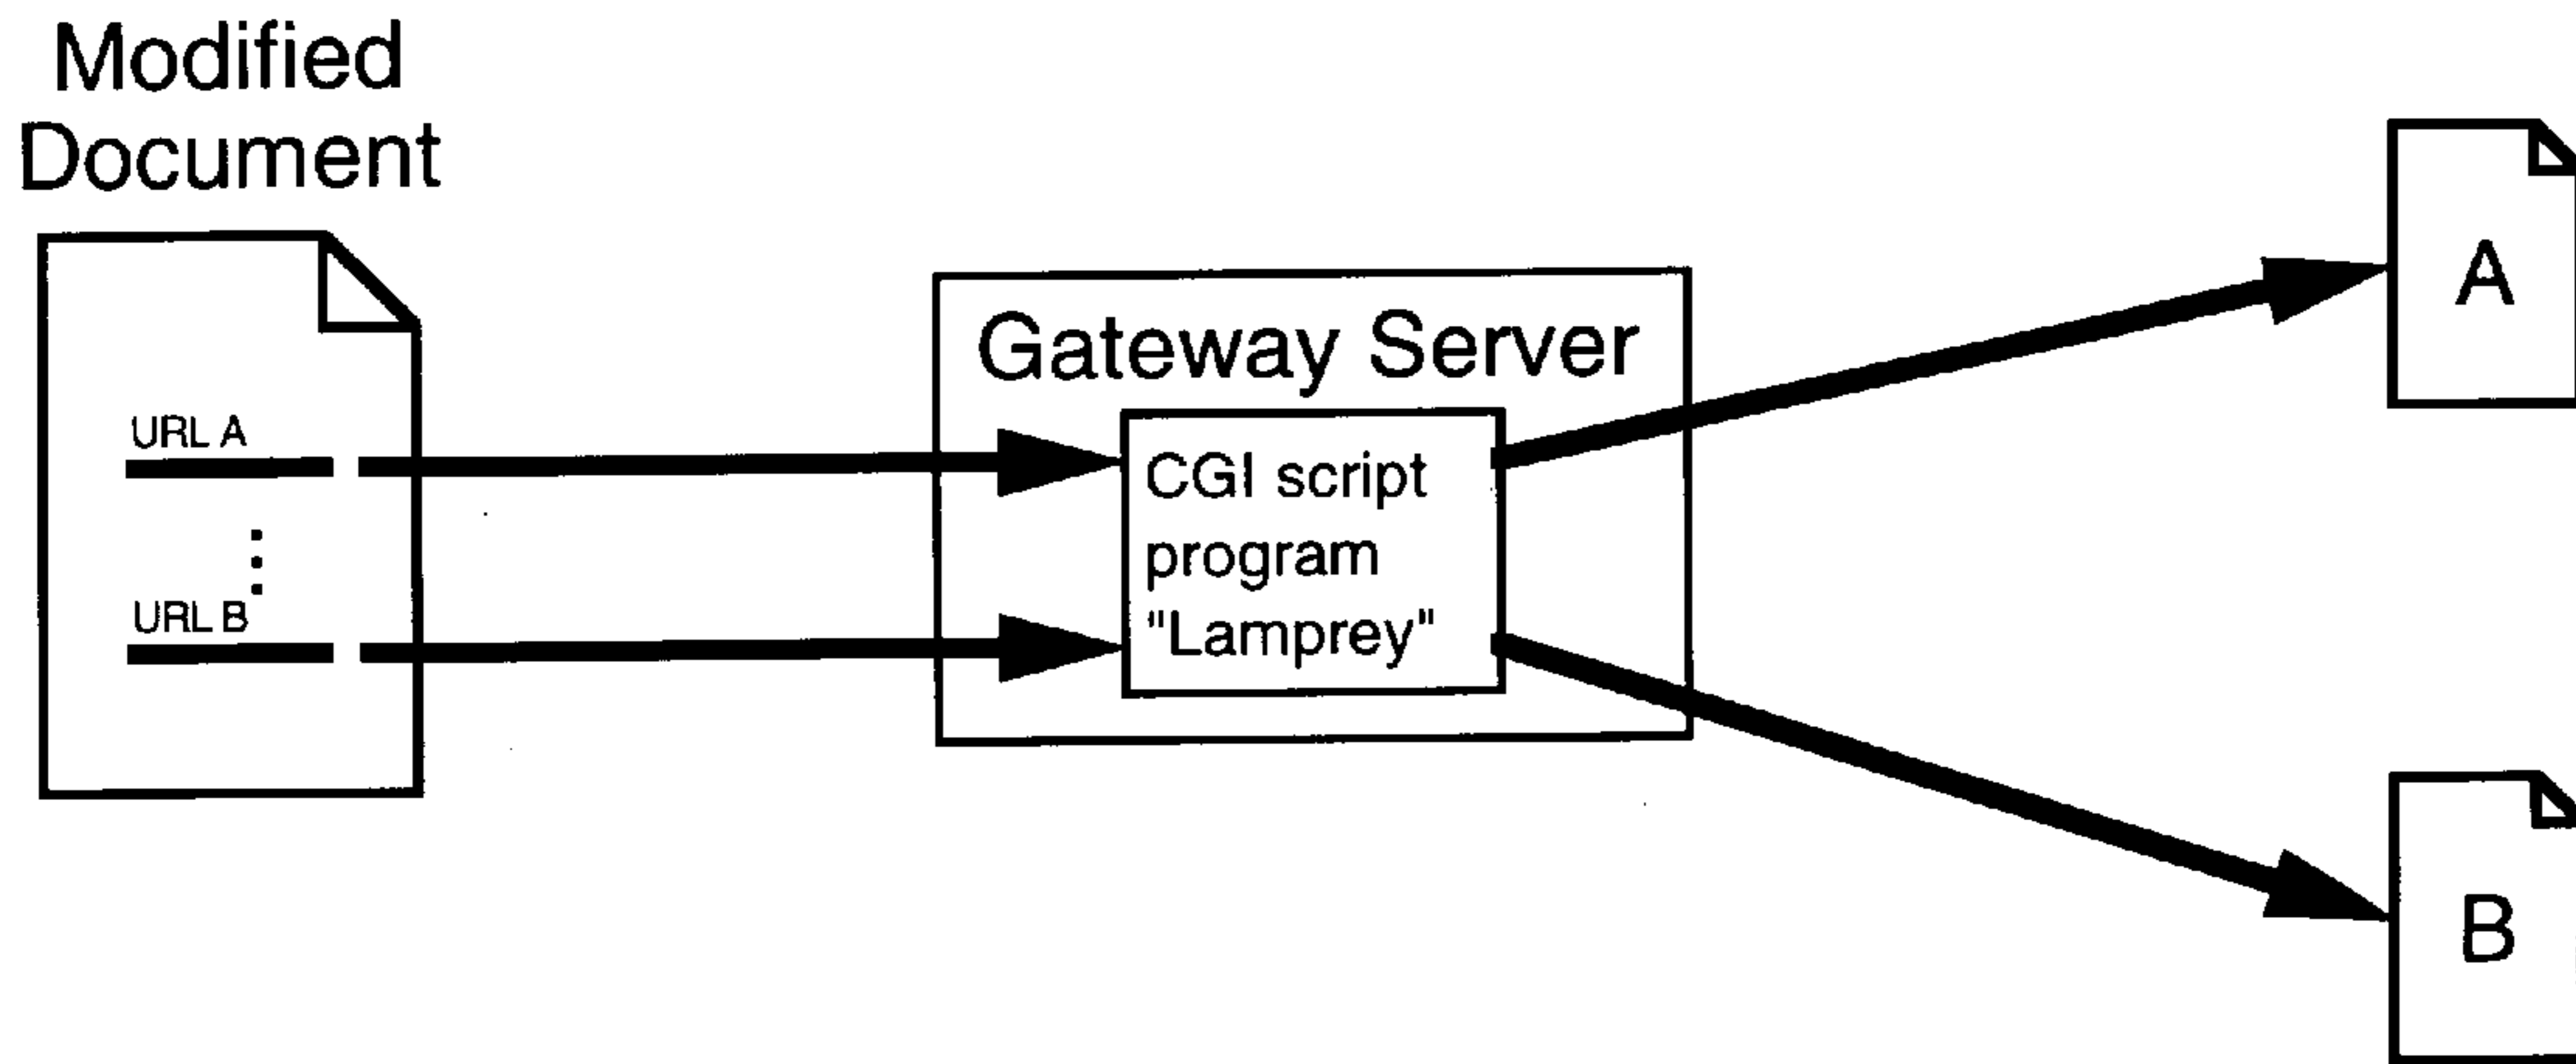 Modified
Document
URL A
URL B
Gateway Server
CGI script
program
"Lamprey"
A
B